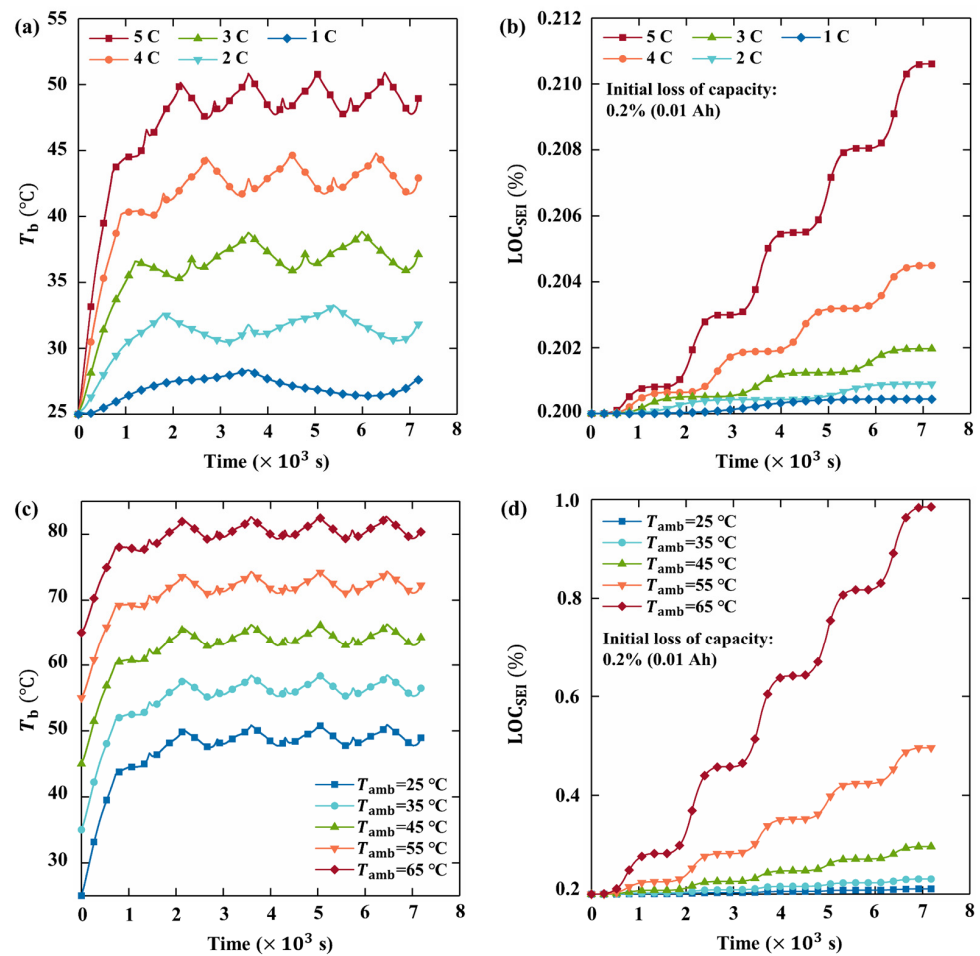 (a)
5 C 3 C 1 C
4 C 2 C
55
50
45
40
35
30
25
T_b (°C)
0 1 2 3 4 5 6 7 8
Time (× 10³ s)
(b)
5 C 3 C 1 C
4 C 2 C
Initial loss of capacity:
0.2% (0.01 Ah)
0.212
0.210
0.208
0.206
0.204
0.202
0.200
LOC_SEI (%)
0 1 2 3 4 5 6 7 8
Time (× 10³ s)
(c)
80
70
60
50
40
30
T_b (°C)
T_amb=25 °C
T_amb=35 °C
T_amb=45 °C
T_amb=55 °C
T_amb=65 °C
0 1 2 3 4 5 6 7 8
Time (× 10³ s)
(d)
T_amb=25 °C
T_amb=35 °C
T_amb=45 °C
T_amb=55 °C
T_amb=65 °C
Initial loss of capacity:
0.2% (0.01 Ah)
1.0
0.8
0.6
0.4
0.2
LOC_SEI (%)
0 1 2 3 4 5 6 7 8
Time (× 10³ s)